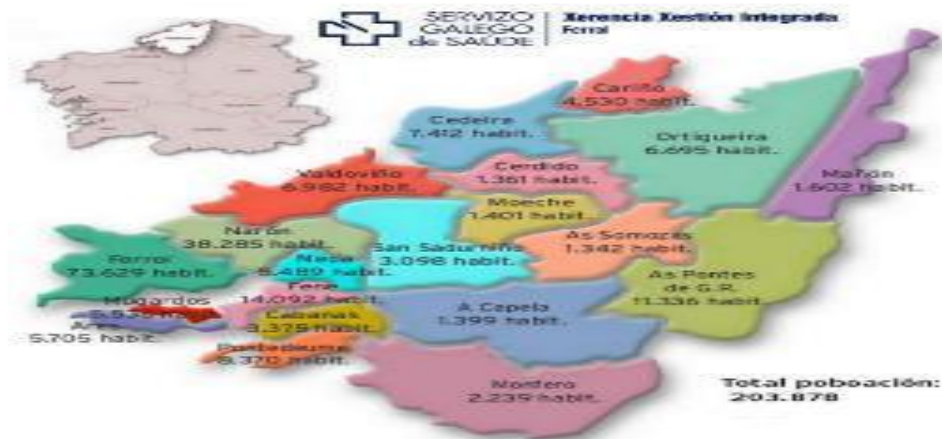 SERVIZO
GALEGO
de SAÚDE
Xerencia Xestión Integrada
Ferrol
Cariño
4.530 habit.
Cedeira
7.412 habit.
Ortigueira
6.695 habit.
Cerdido
1.361 habit.
Mañón
1.602 habit.
Valdoviño
6.982 habit.
Moeche
1.401 habit.
Narón
38.285 habit.
As Somozas
1.342 habit.
San Sadurniño
3.098 habit.
Ferrol
73.629 habit.
Neda
habit.
As Pontes
de G.R.
11.336 habit.
Fene
14.092 habit.
Mugardos
habit.
A Capela
1.399 habit.
Cabanas
3.375 habit.
Ares
5.705 habit.
Pontedeume
8.370 habit.
Monfero
2.239 habit.
Total poboación:
203.878